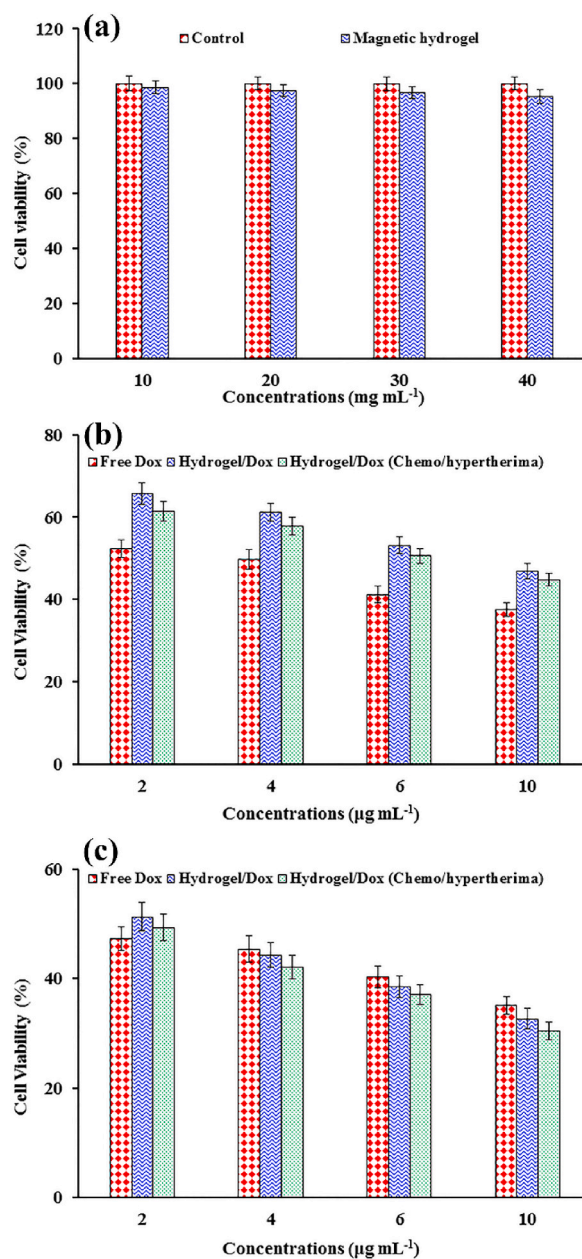 (a)
120
Control Magnetic hydrogel
100
80
60
40
20
0
Cell viability (%)
10 20 30 40
Concentrations (mg mL⁻¹)
(b)
80
Free Dox Hydrogel/Dox Hydrogel/Dox (Chemo/hypertherima)
60
40
20
0
Cell Viability (%)
2 4 6 10
Concentrations (µg mL⁻¹)
(c)
60
Free Dox Hydrogel/Dox Hydrogel/Dox (Chemo/hypertherima)
40
20
0
Cell Viability (%)
2 4 6 10
Concentrations (µg mL⁻¹)